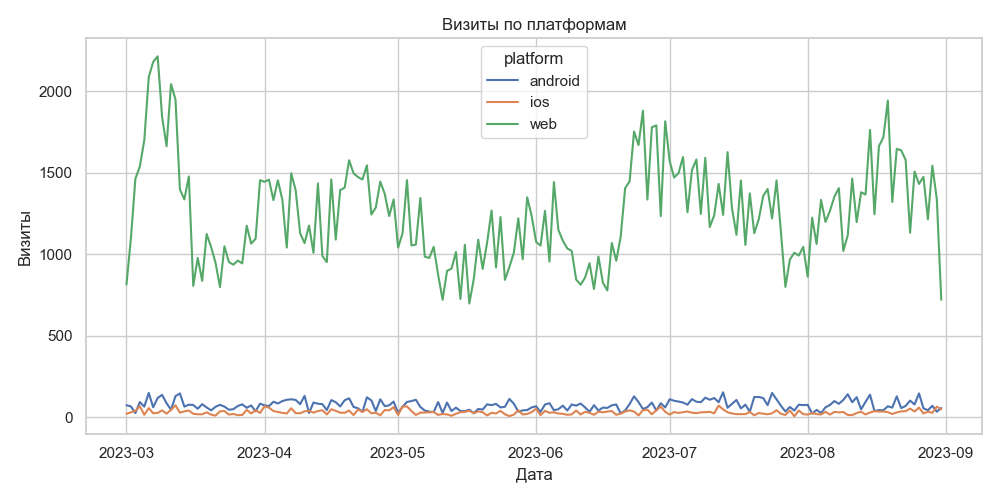 Визиты по платформам
platform
android
ios
web
Визиты
2000
1500
1000
500
0
2023-03 2023-04 2023-05 2023-06 2023-07 2023-08 2023-09
Дата